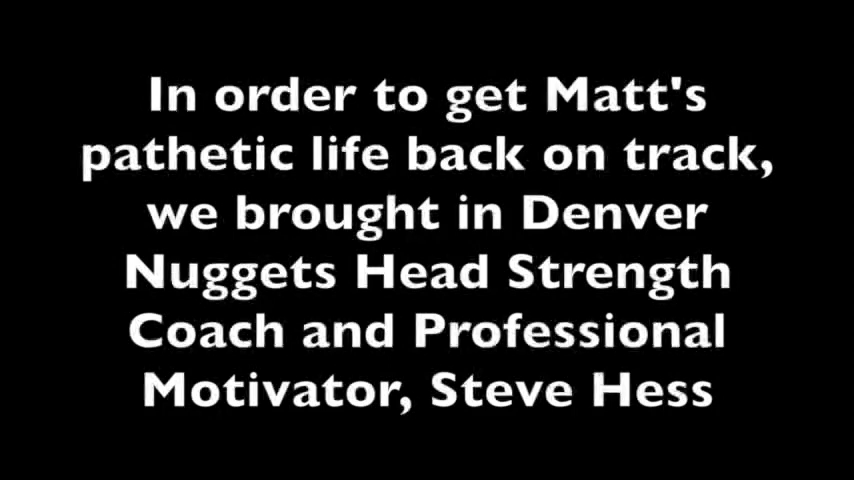 In order to get Matt's
pathetic life back on track,
we brought in Denver
Nuggets Head Strength
Coach and Professional
Motivator, Steve Hess